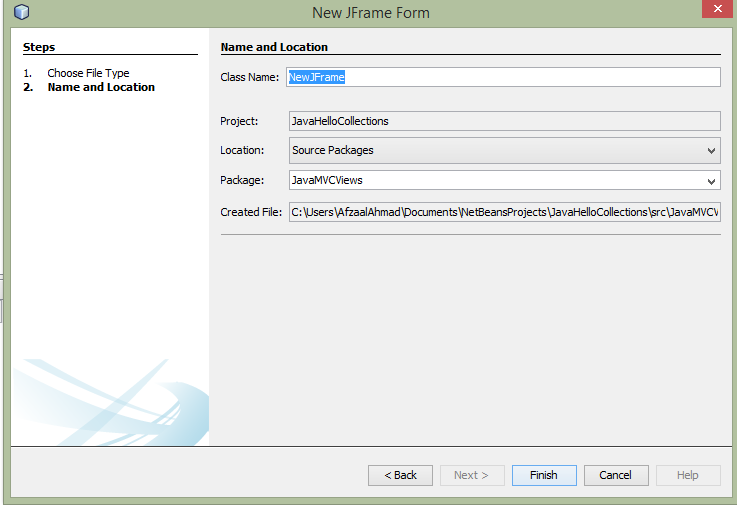 New JFrame Form
Steps
1. Choose File Type
2. Name and Location
Name and Location
Class Name: NewJFrame
Project: JavaHelloCollections
Location: Source Packages
Package: JavaMVCViews
Created File: C:\Users\AfzaalAhmad\Documents\NetBeansProjects\JavaHelloCollections\src\JavaMVCV
< Back Next > Finish Cancel Help